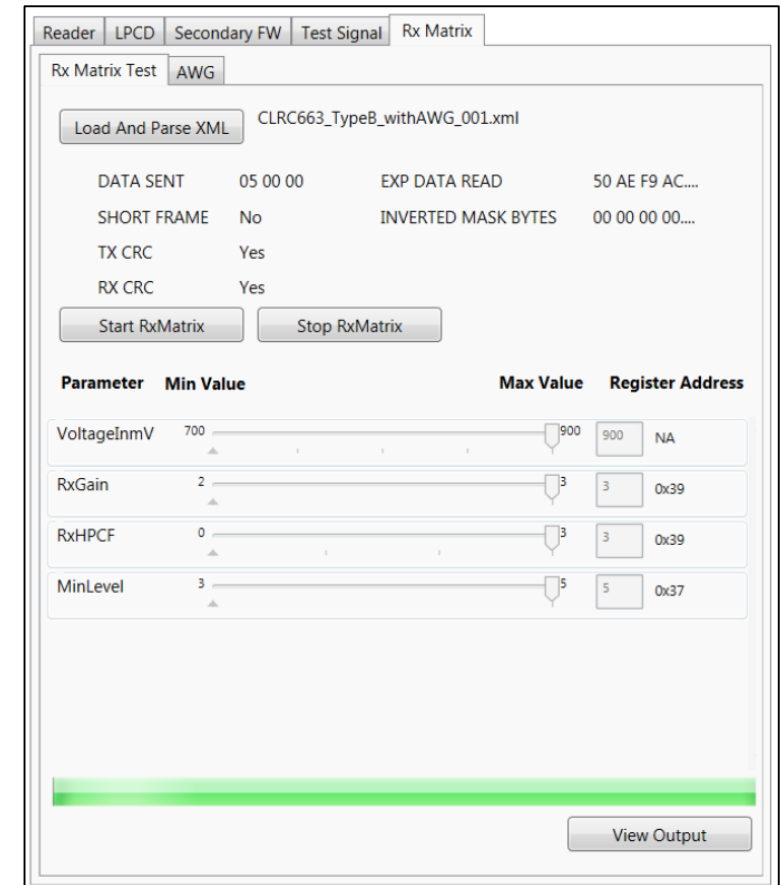 Reader LPCD Secondary FW Test Signal Rx Matrix
Rx Matrix Test AWG
Load And Parse XML CLRC663_TypeB_withAWG_001.xml
DATA SENT 05 00 00 EXP DATA READ 50 AE F9 AC....
SHORT FRAME No INVERTED MASK BYTES 00 00 00 00....
TX CRC Yes
RX CRC Yes
Start RxMatrix Stop RxMatrix
Parameter Min Value Max Value Register Address
VoltageInmV 700 900 900 NA
RxGain 2 3 3 0x39
RxHPCF 0 3 3 0x39
MinLevel 3 5 5 0x37
View Output